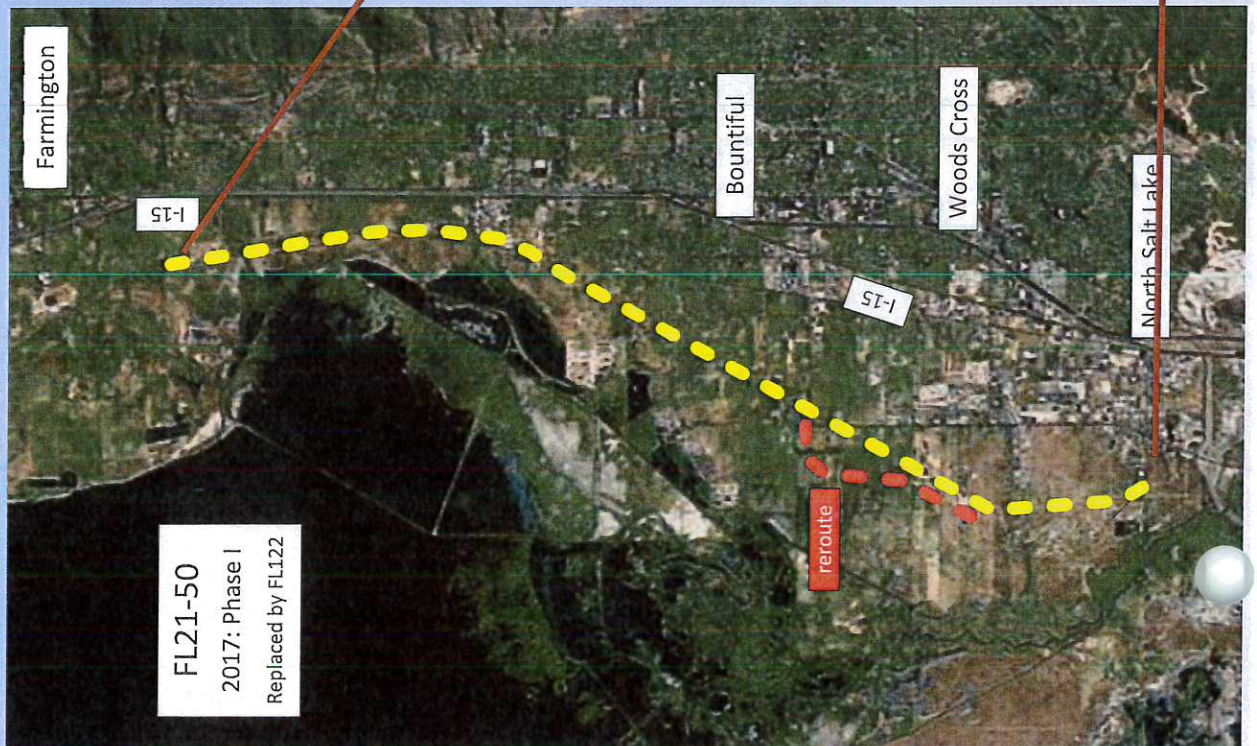 Farmington
I-15
Bountiful
Woods Cross
I-15
North Salt Lake
reroute
FL21-50
2017: Phase I
Replaced by FL122